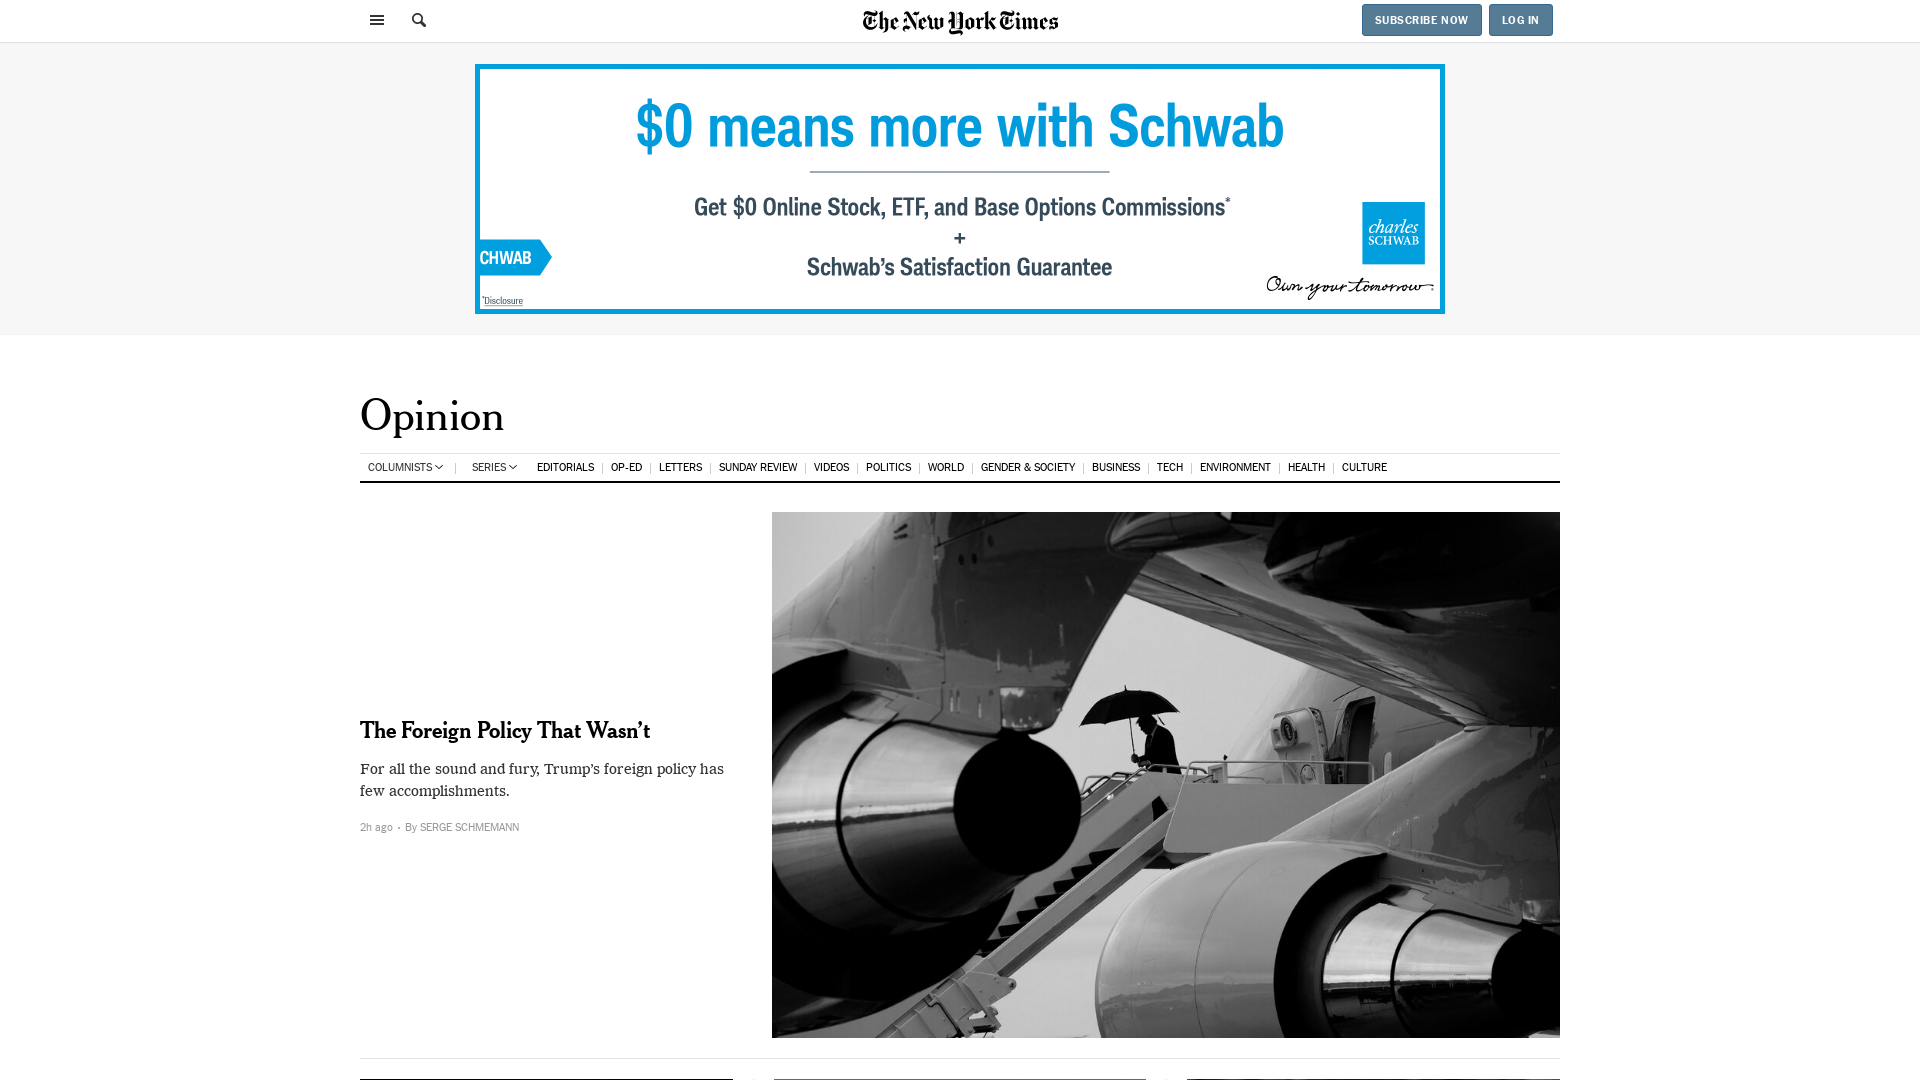 The New York Times
SUBSCRIBE NOW
LOG IN
$0 means more with Schwab
Get $0 Online Stock, ETF, and Base Options Commissions*
+
Schwab’s Satisfaction Guarantee
CHWAB
*Disclosure
charles
SCHWAB
Own your tomorrow
Opinion
COLUMNISTS
SERIES
EDITORIALS
OP-ED
LETTERS
SUNDAY REVIEW
VIDEOS
POLITICS
WORLD
GENDER & SOCIETY
BUSINESS
TECH
ENVIRONMENT
HEALTH
CULTURE
The Foreign Policy That Wasn’t
For all the sound and fury, Trump’s foreign policy has
few accomplishments.
2h ago · By SERGE SCHMEMANN